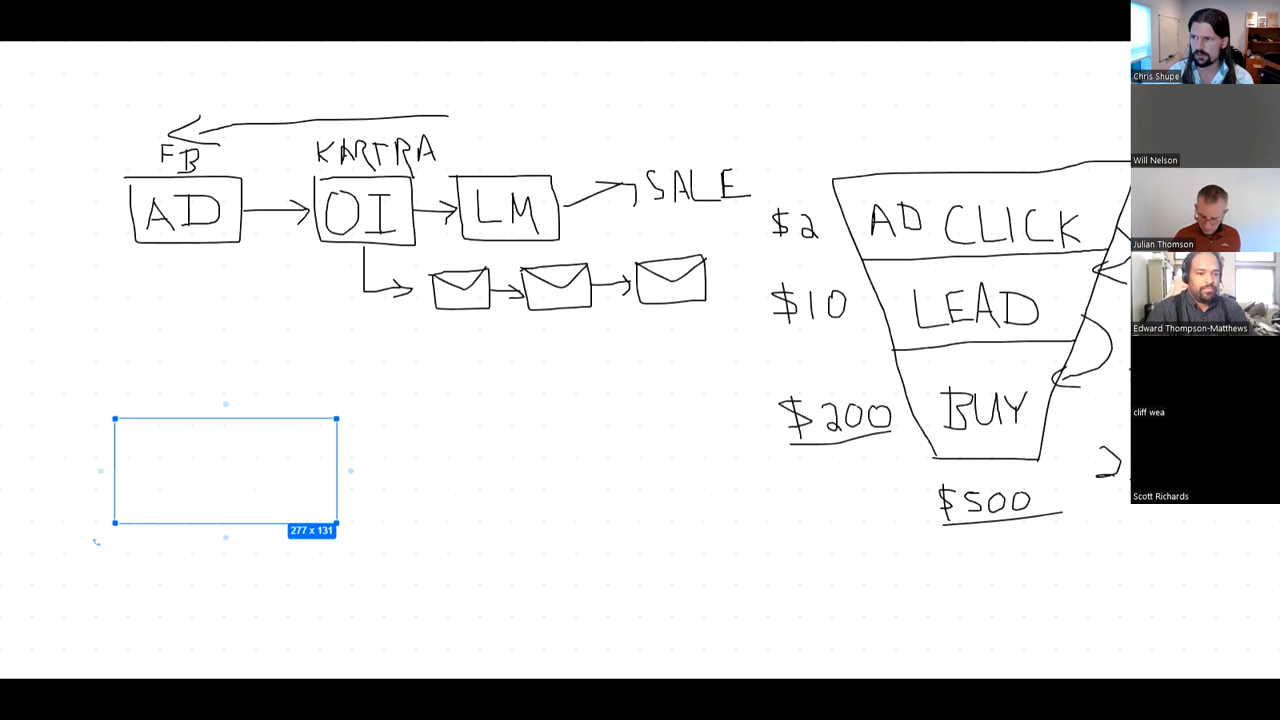 FB
KARTRA
AD
OI
LM
SALE
$2
AD CLICK
$10
LEAD
$200
BUY
$500
2
277 x 131
Chris Shupe
Will Nelson
Julian Thomson
Edward Thompson-Matthews
cliff wea
Scott Richards